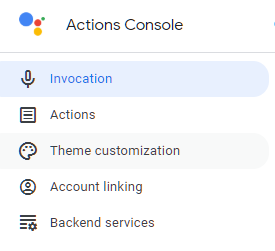 Actions Console
Invocation
Actions
Theme customization
Account linking
Backend services